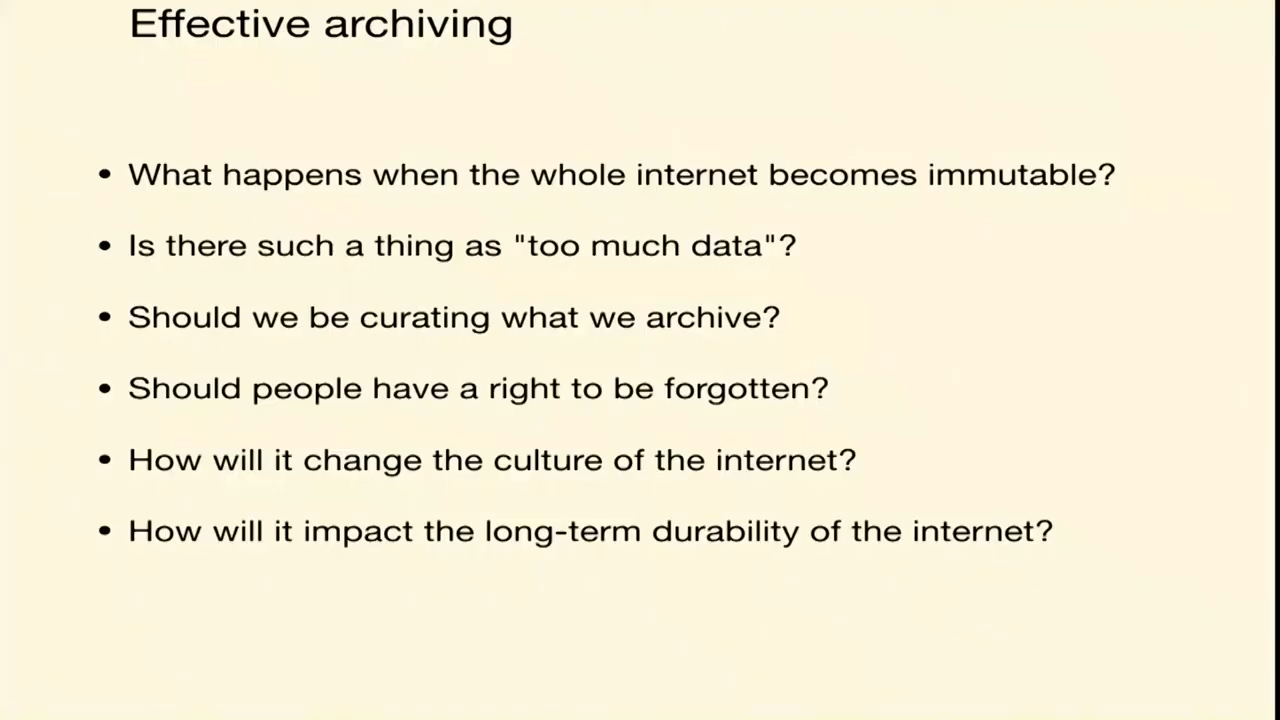 Effective archiving
• What happens when the whole internet becomes immutable?
• Is there such a thing as "too much data"?
• Should we be curating what we archive?
• Should people have a right to be forgotten?
• How will it change the culture of the internet?
• How will it impact the long-term durability of the internet?